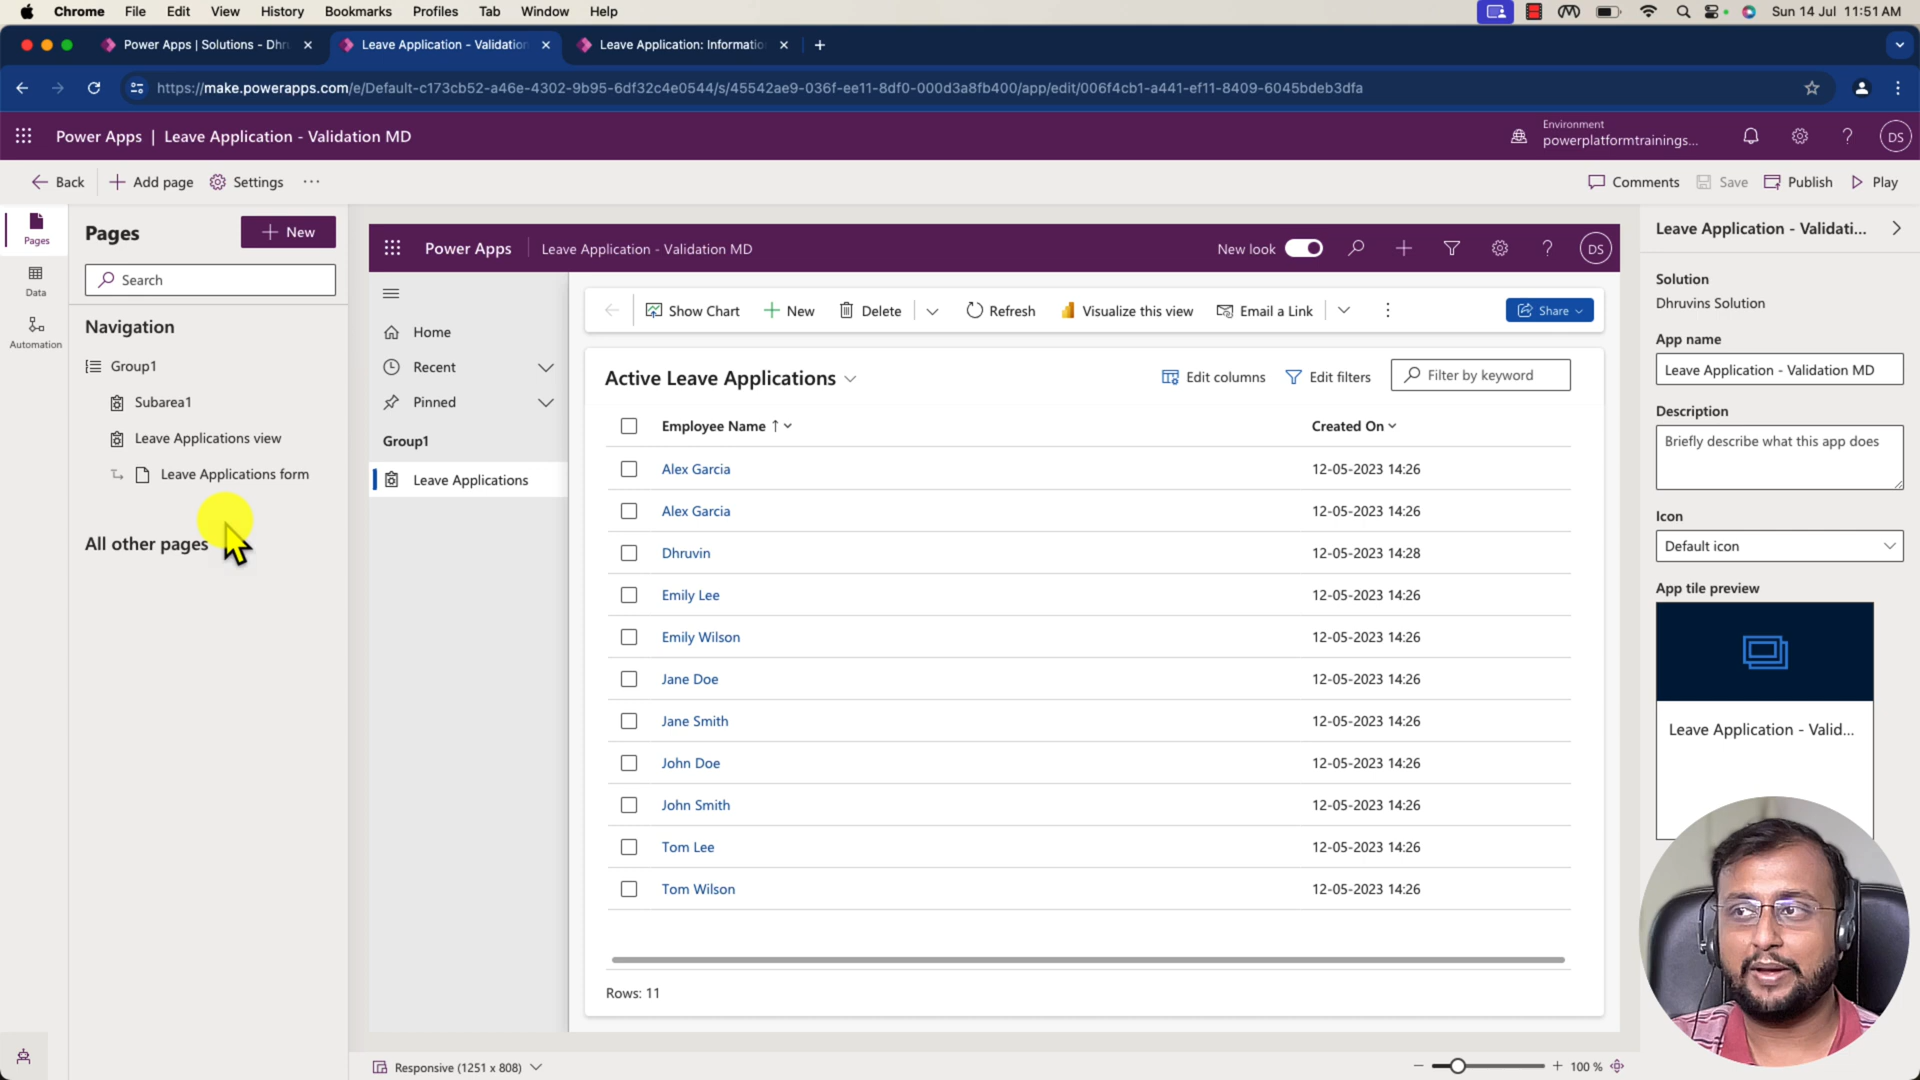 Chrome File Edit View History Bookmarks Profiles Tab Window Help Sun 14 Jul 11:51 AM
Power Apps | Solutions - Dhr Leave Application - Validation Leave Application: Informatio
https://make.powerapps.com/e/Default-c173cb52-a46e-4302-9b95-6df32c4e0544/s/45542ae9-036f-ee11-8df0-000d3a8fb400/app/edit/006f4cb1-a441-ef11-8409-6045bdeb3dfa
Power Apps | Leave Application - Validation MD
Environment
powerplatformtrainings...
DS
Back Add page Settings Comments Save Publish Play
Pages
Data
Automation
Pages
New
Search
Navigation
Group1
Subarea1
Leave Applications view
Leave Applications form
All other pages
Power Apps Leave Application - Validation MD New look DS
Home
Recent
Pinned
Group1
Leave Applications
Show Chart New Delete Refresh Visualize this view Email a Link Share
Active Leave Applications Edit columns Edit filters Filter by keyword
Employee Name ↑ Created On
Alex Garcia 12-05-2023 14:26
Alex Garcia 12-05-2023 14:26
Dhruvin 12-05-2023 14:28
Emily Lee 12-05-2023 14:26
Emily Wilson 12-05-2023 14:26
Jane Doe 12-05-2023 14:26
Jane Smith 12-05-2023 14:26
John Doe 12-05-2023 14:26
John Smith 12-05-2023 14:26
Tom Lee 12-05-2023 14:26
Tom Wilson 12-05-2023 14:26
Rows: 11
Responsive (1251 x 808)
100 %
Leave Application - Validati...
Solution
Dhruvins Solution
App name
Leave Application - Validation MD
Description
Briefly describe what this app does
Icon
Default icon
App tile preview
Leave Application - Valid...